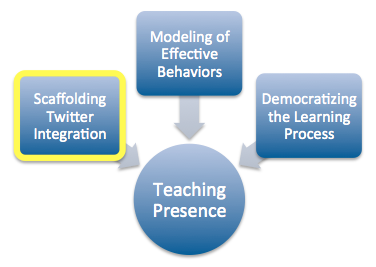 Modeling of
Effective
Behaviors
Scaffolding
Twitter
Integration
Democratizing
the Learning
Process
Teaching
Presence